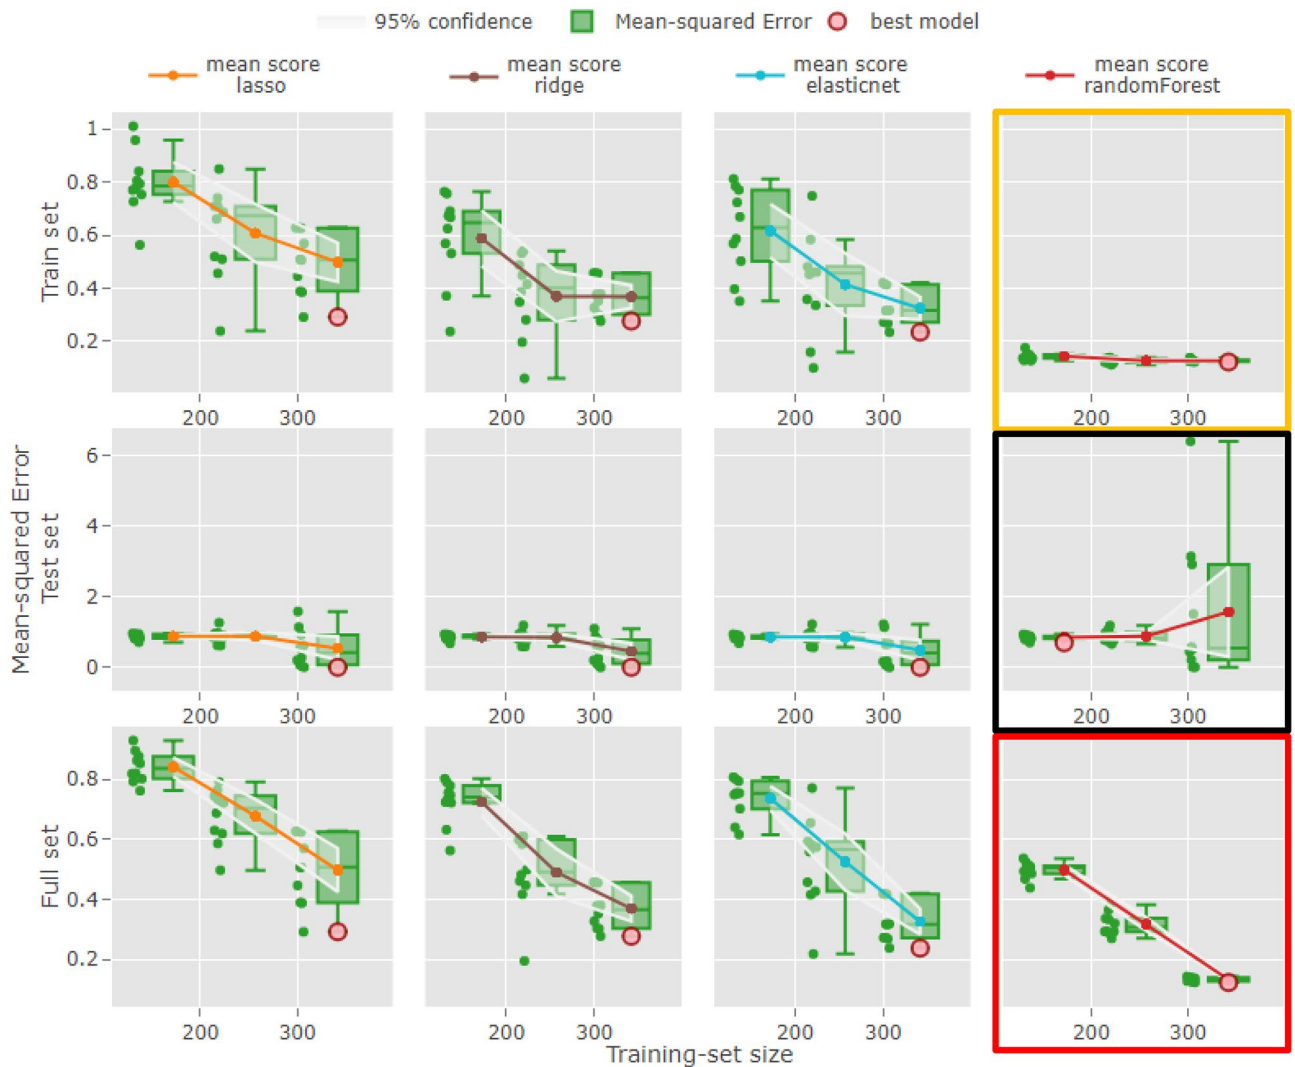 95% confidence Mean-squared Error best model
mean score lasso
mean score ridge
mean score elasticnet
mean score randomForest
Mean-squared Error
Train set
1
0.8
0.6
0.4
0.2
200 300 200 300 200 300 200 300
Test set
6
4
2
0
200 300 200 300 200 300 200 300
Full set
0.8
0.6
0.4
0.2
200 300 200 300 200 300 200 300
Training-set size